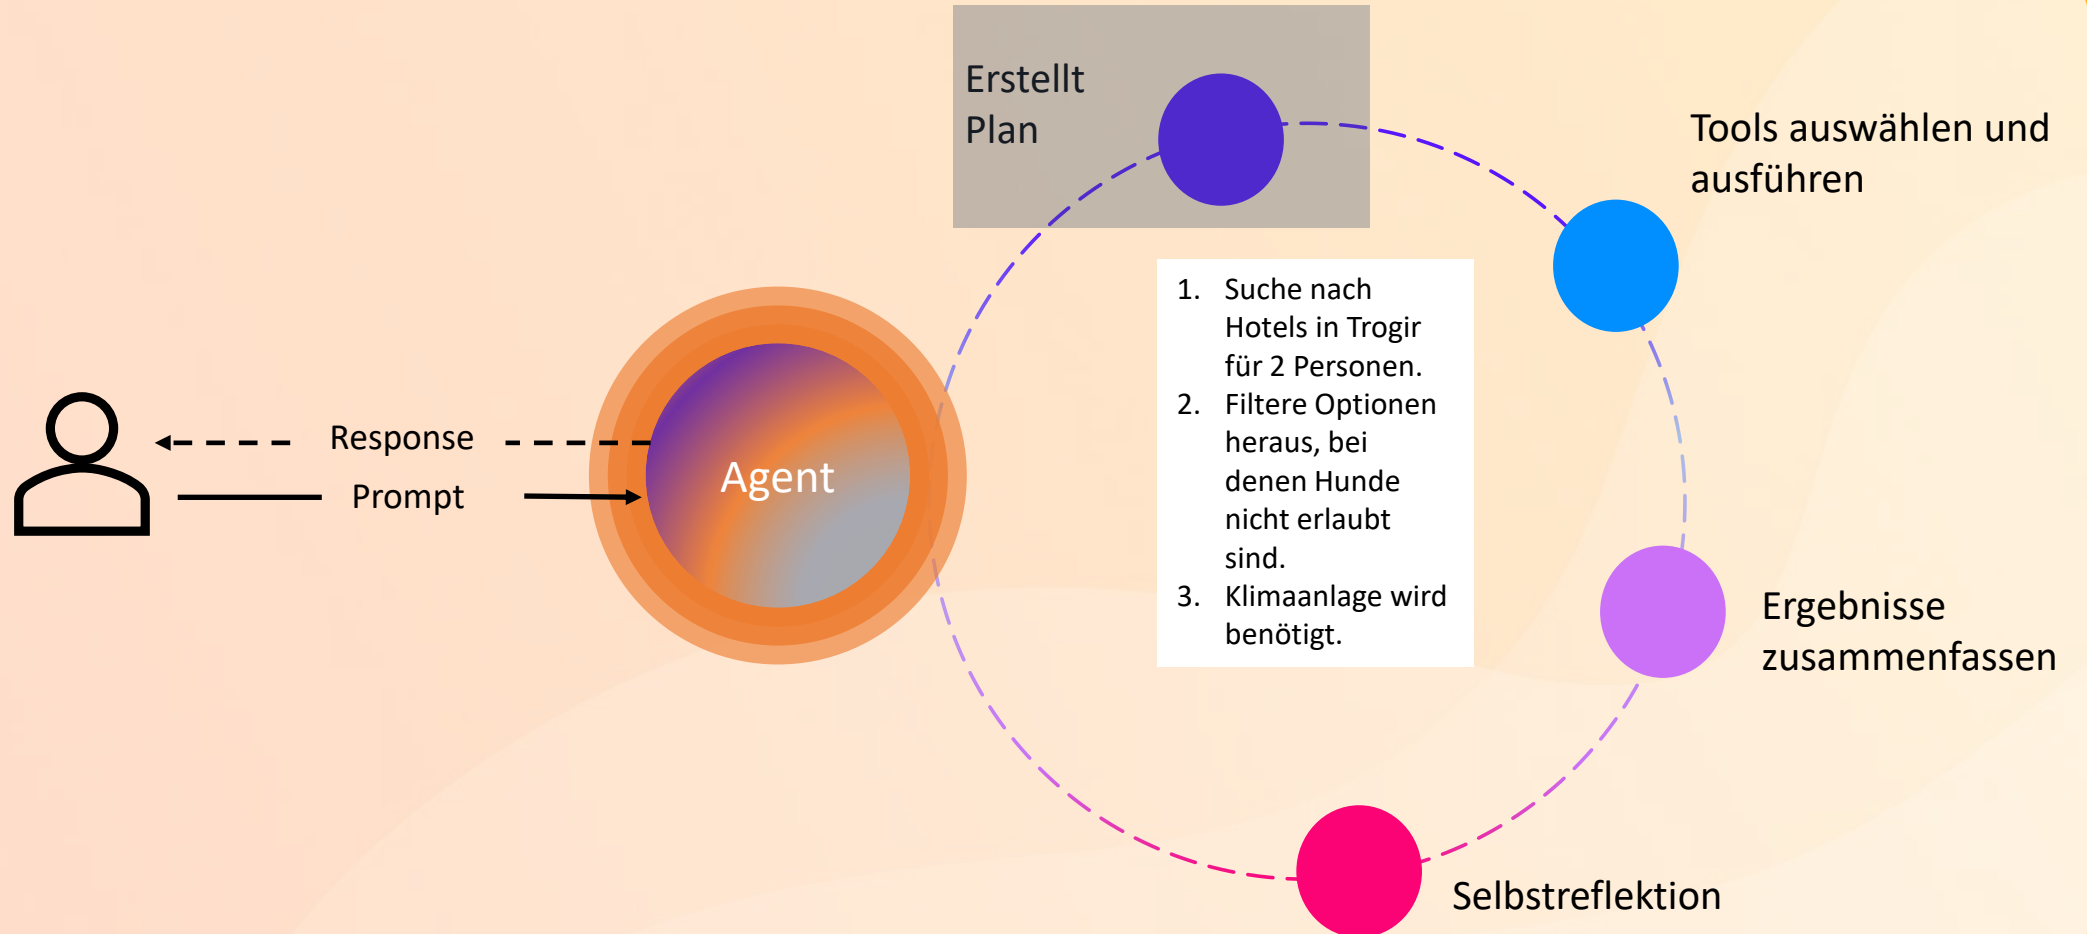 Erstellt
Plan
Tools auswählen und
ausführen
1. Suche nach
Hotels in Trogir
für 2 Personen.
2. Filtere Optionen
heraus, bei
denen Hunde
nicht erlaubt
sind.
3. Klimaanlage wird
benötigt.
Response
Prompt
Agent
Ergebnisse
zusammenfassen
Selbstreflektion